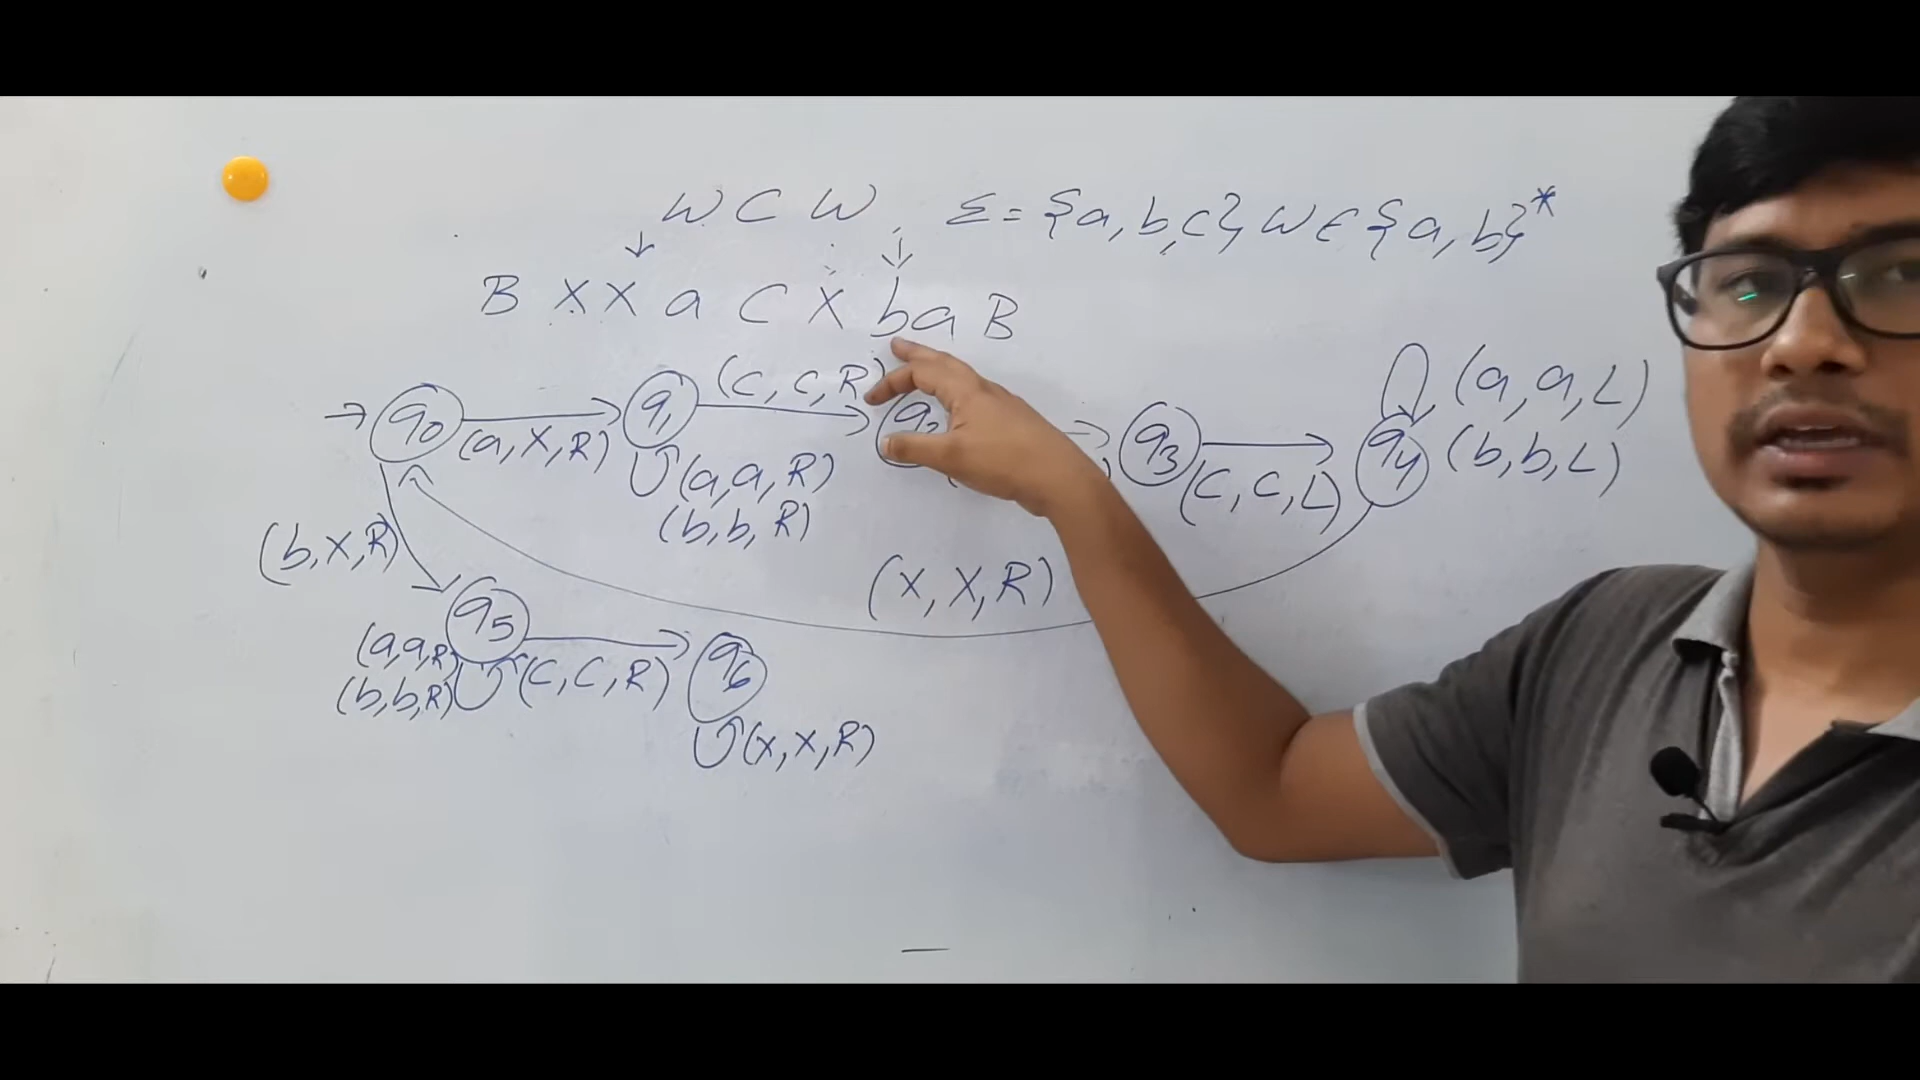 W C W , Σ = {a, b, c} W ∈ {a, b}*
B X X a C X b a B
(C, C, R)
(a, a, L)
q0 q1 q3 q4
(a, X, R) (a, a, R) (C, C, L) (b, b, L)
(b, b, R)
(b, X, R) (X, X, R)
q5
(a, a, R) (C, C, R) q6
(b, b, R)
(X, X, R)